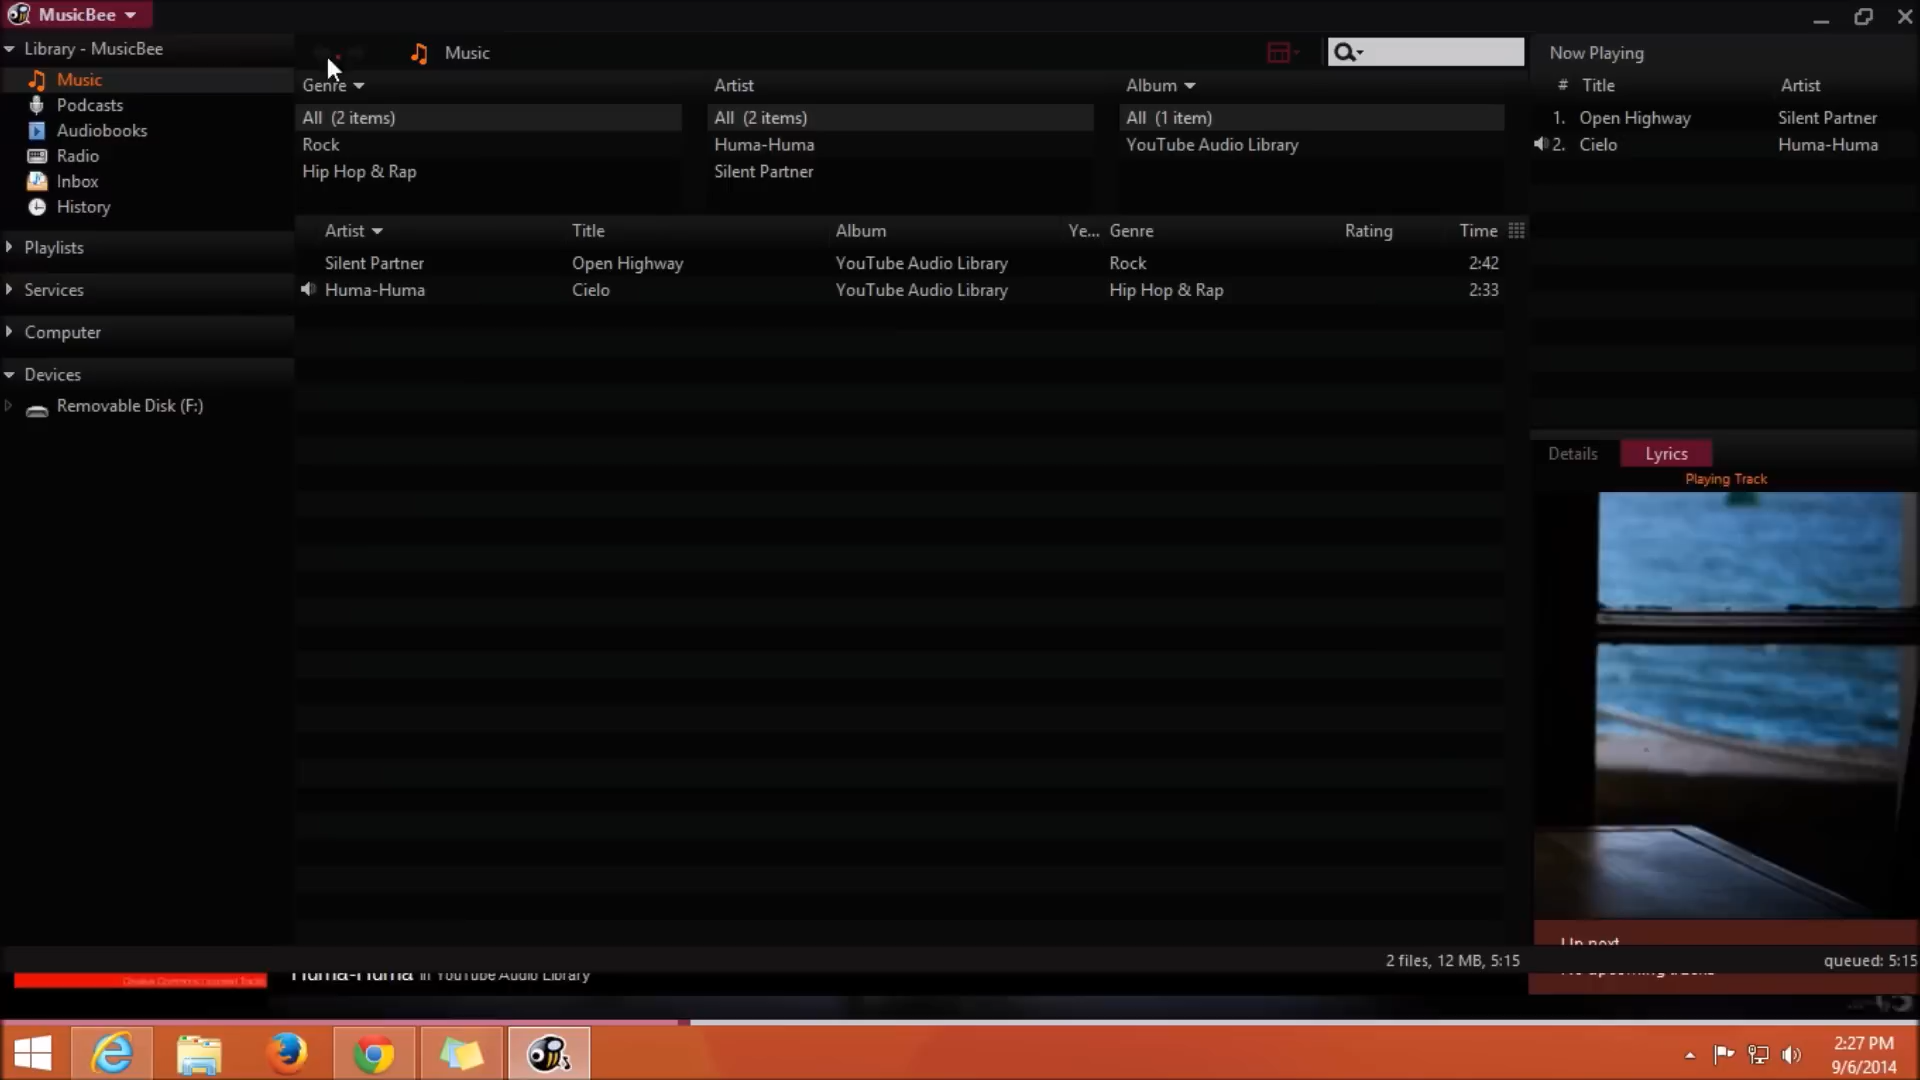 MusicBee
Library - MusicBee
Music
Podcasts
Audiobooks
Radio
Inbox
History
Playlists
Services
Computer
Devices
Removable Disk (F:)
Music
Genre
All (2 items)
Rock
Hip Hop & Rap
Artist
All (2 items)
Huma-Huma
Silent Partner
Album
All (1 item)
YouTube Audio Library
Artist Title Album Ye... Genre Rating Time
Silent Partner Open Highway YouTube Audio Library Rock 2:42
Huma-Huma Cielo YouTube Audio Library Hip Hop & Rap 2:33
Now Playing
# Title Artist
1. Open Highway Silent Partner
2. Cielo Huma-Huma
Details Lyrics
Playing Track
Up next
No upcoming tracks
2 files, 12 MB, 5:15
queued: 5:15
Huma-Huma in YouTube Audio Library
2:27 PM
9/6/2014